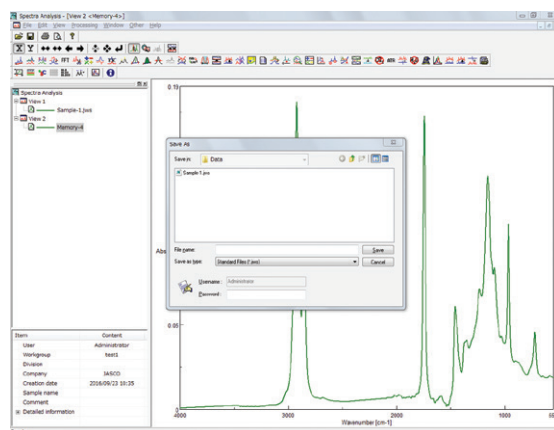 Spectra Analysis - [View 2 <Memory-4>]
File Edit View Processing Window Other Help
Spectra Analysis
View 1
Sample-1.jws
View 2
Memory-4
0.15
Save As
Save in: Data
Sample-1.jws
File name: Save
Save as type: Standard Files (*.jws) Cancel
Username: Administrator
Password:
Abs
0.05
0
4000 3000 2000 1000
Wavenumber [cm-1]
Item Content
User Administrator
Workgroup test1
Division
Company JASCO
Creation date 2016/09/23 10:35
Sample name
Comment
Detailed information